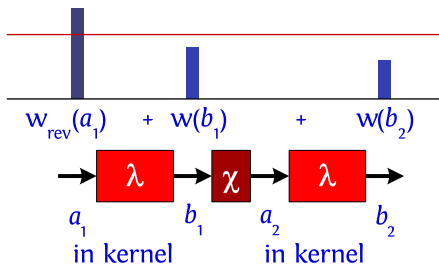 w_rev(a_1) + w(b_1) + w(b_2)
λ χ λ
a_1 b_1 a_2 b_2
in kernel in kernel